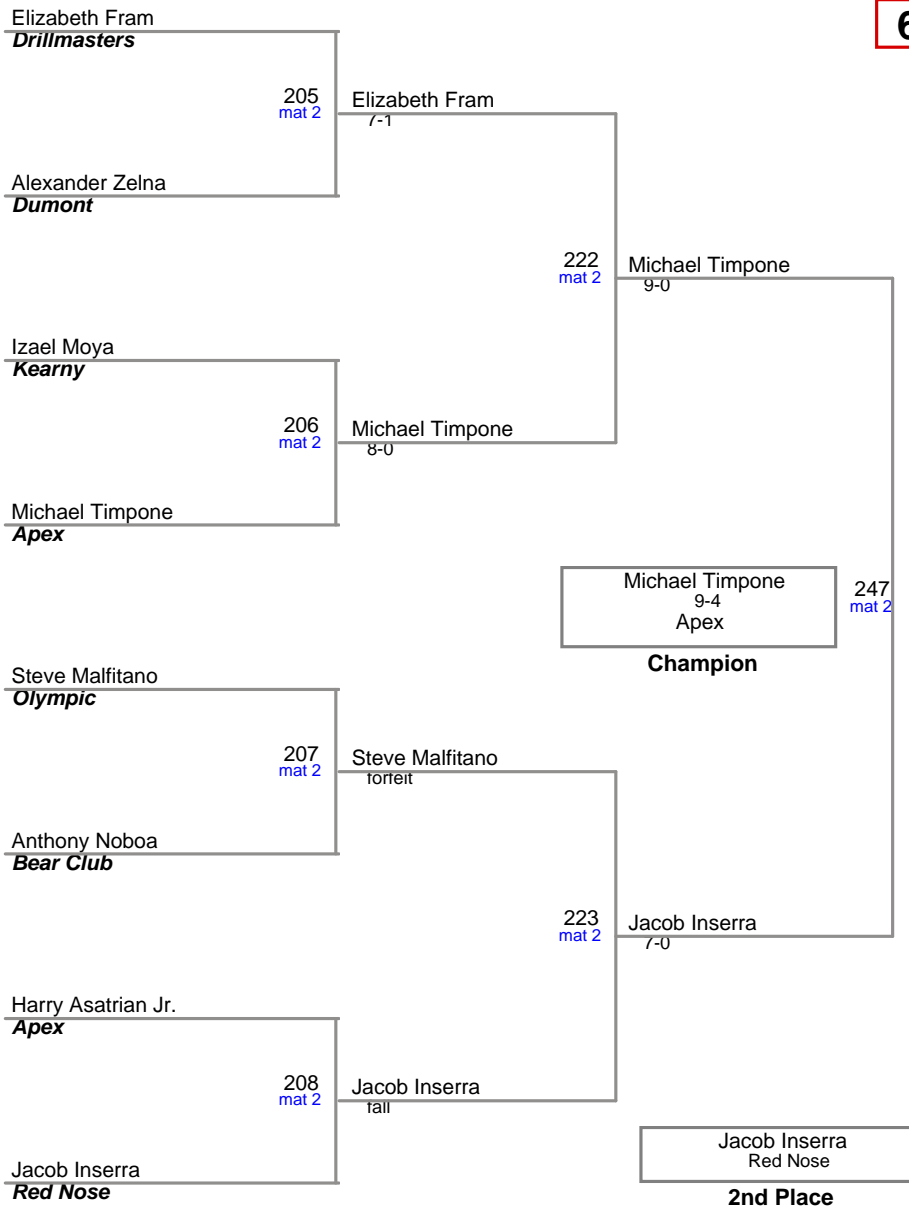 Elizabeth Fram
Drillmasters
6
205
mat 2
Elizabeth Fram
7-1
Alexander Zelna
Dumont
222
mat 2
Michael Timpone
9-0
Izael Moya
Kearny
206
mat 2
Michael Timpone
8-0
Michael Timpone
Apex
Michael Timpone
9-4
Apex
247
mat 2
Champion
Steve Malfitano
Olympic
207
mat 2
Steve Malfitano
forfeit
Anthony Noboa
Bear Club
223
mat 2
Jacob Inserra
7-0
Harry Asatrian Jr.
Apex
208
mat 2
Jacob Inserra
fall
Jacob Inserra
Red Nose
Jacob Inserra
Red Nose
2nd Place